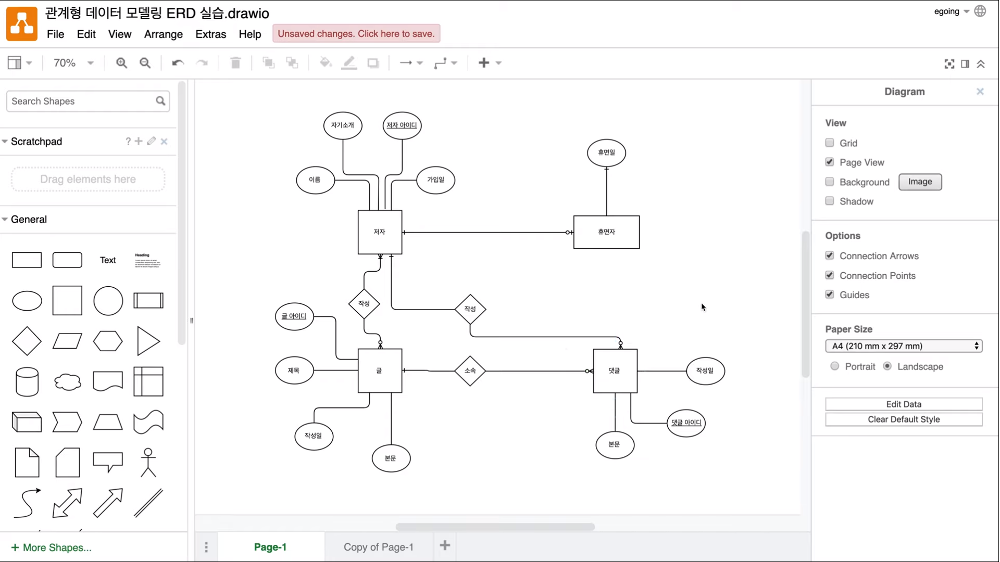 관계형 데이터 모델링 ERD 실습.drawio
egoing
File Edit View Arrange Extras Help
Unsaved changes. Click here to save.
70%
Search Shapes
Scratchpad
?
Drag elements here
General
Text
Heading
More Shapes...
자기소개
저자 아이디
이름
가입일
저자
휴면일
휴면자
작성
작성
글 아이디
제목
글
소속
댓글
작성일
작성일
본문
본문
댓글 아이디
Page-1
Copy of Page-1
Diagram
View
Grid
Page View
Background
Image
Shadow
Options
Connection Arrows
Connection Points
Guides
Paper Size
A4 (210 mm x 297 mm)
Portrait Landscape
Edit Data
Clear Default Style